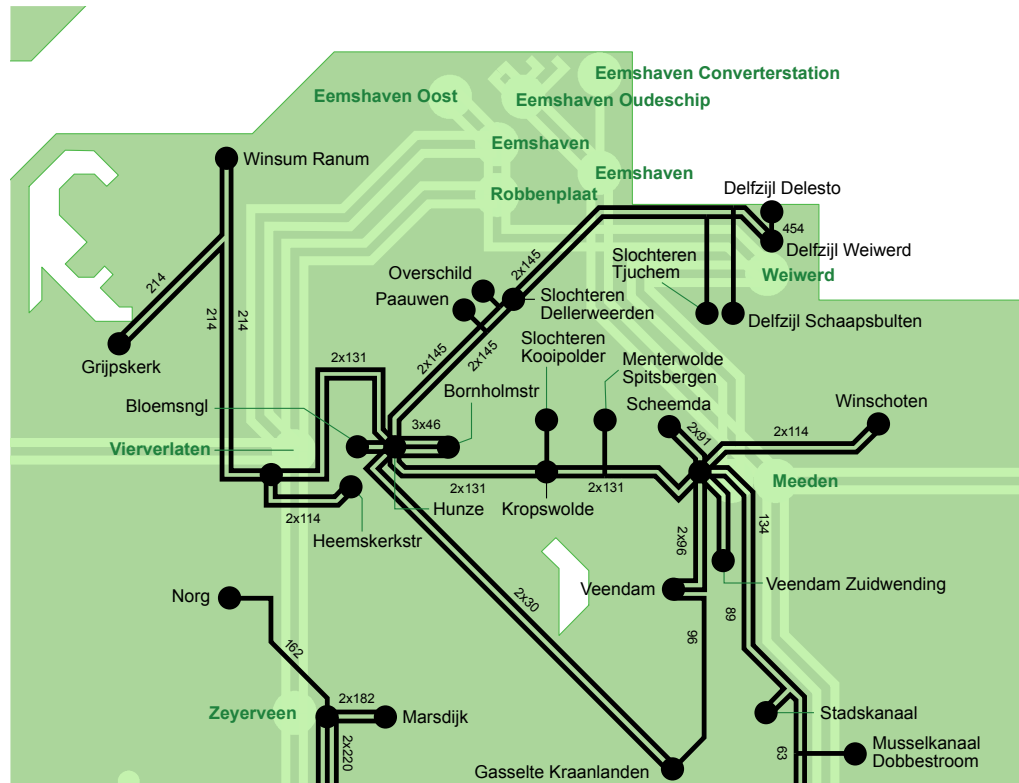 Eemshaven Converterstation
Eemshaven Oost
Eemshaven Oudeschip
Eemshaven
Winsum Ranum
Eemshaven
Robbenplaat
Delfzijl Delesto
454
Delfzijl Weiwerd
Slochteren
Tjuchem
Weiwerd
2x145
Overschild
Paauwen
Slochteren
Dellerweerden
Delfzijl Schaapsbulten
214
214
214
Grijpskerk
2x145
2x145
Slochteren
Kooipolder
Menterwolde
Spitsbergen
2x131
Bornholmstr
Bloemsngl
Scheemda
Winschoten
3x46
2x91
2x114
Vierverlaten
Meeden
2x131
2x131
2x114
Hunze
Kropswolde
134
Heemskerkstr
2x96
Norg
Veendam
Veendam Zuidwending
2x30
89
96
162
Zeyerveen
2x182
Marsdijk
Stadskanaal
2x220
63
Musselkanaal
Dobbestroom
Gasselte Kraanlanden